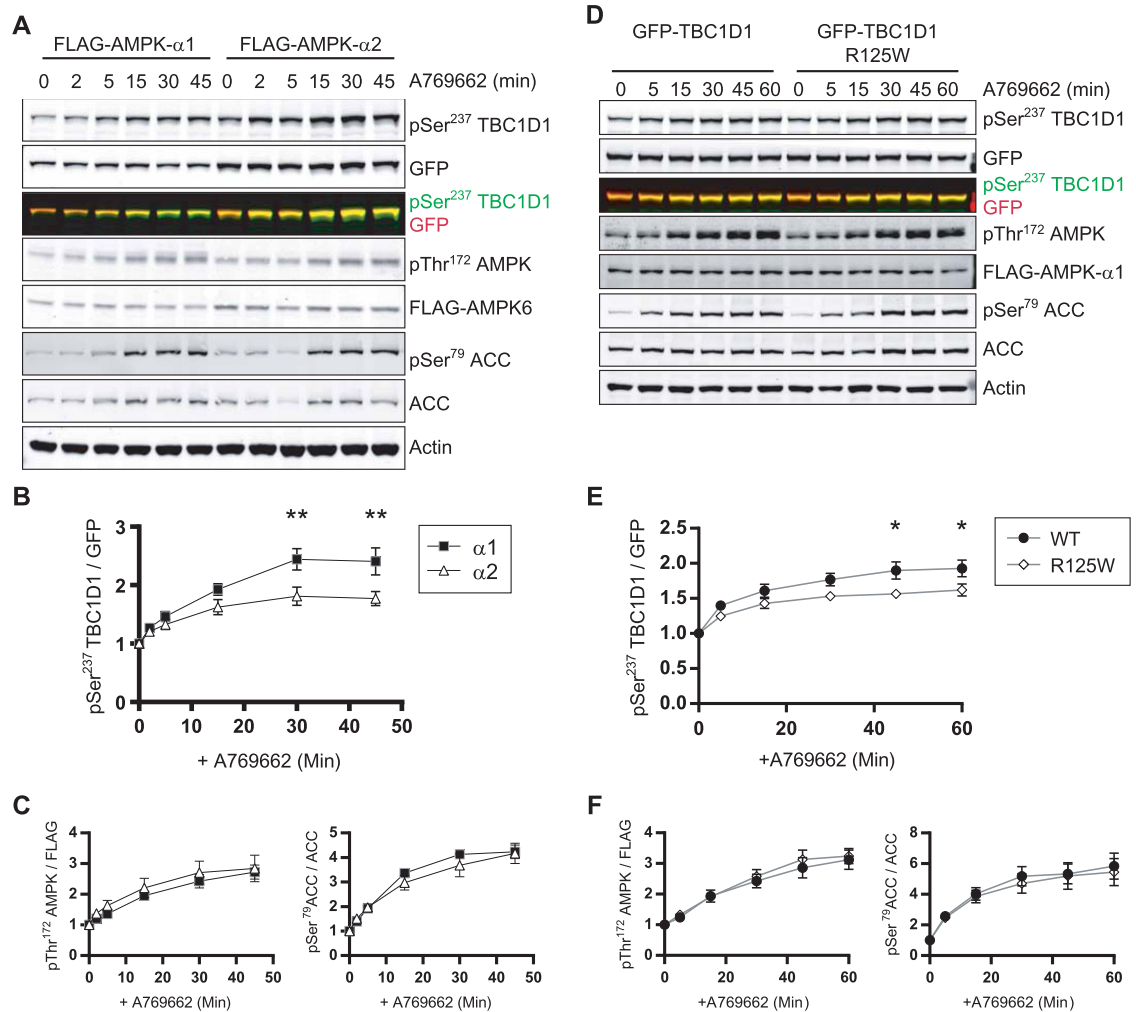 A
FLAG-AMPK-α1 FLAG-AMPK-α2
0 2 5 15 30 45 0 2 5 15 30 45 A769662 (min)
pSer237 TBC1D1
GFP
pSer237 TBC1D1
GFP
pThr172 AMPK
FLAG-AMPK6
pSer79 ACC
ACC
Actin
B
3
2
1
0
0 10 20 30 40 50
pSer237 TBC1D1 / GFP
+ A769662 (Min)
** **
α1
α2
C
4
3
2
1
0
0 10 20 30 40 50
pThr172 AMPK / FLAG
+ A769662 (Min)
5
4
3
2
1
0
0 10 20 30 40 50
pSer79ACC / ACC
+ A769662 (Min)
D
GFP-TBC1D1 GFP-TBC1D1
R125W
0 5 15 30 45 60 0 5 15 30 45 60 A769662 (min)
pSer237 TBC1D1
GFP
pSer237 TBC1D1
GFP
pThr172 AMPK
FLAG-AMPK-α1
pSer79 ACC
ACC
Actin
E
2.5
2.0
1.5
1.0
0.5
0.0
0 20 40 60
pSer237 TBC1D1 / GFP
+A769662 (Min)
* *
WT
R125W
F
4
3
2
1
0
0 20 40 60
pThr172 AMPK / FLAG
+A769662 (Min)
8
6
4
2
0
0 20 40 60
pSer79ACC / ACC
+A769662 (Min)